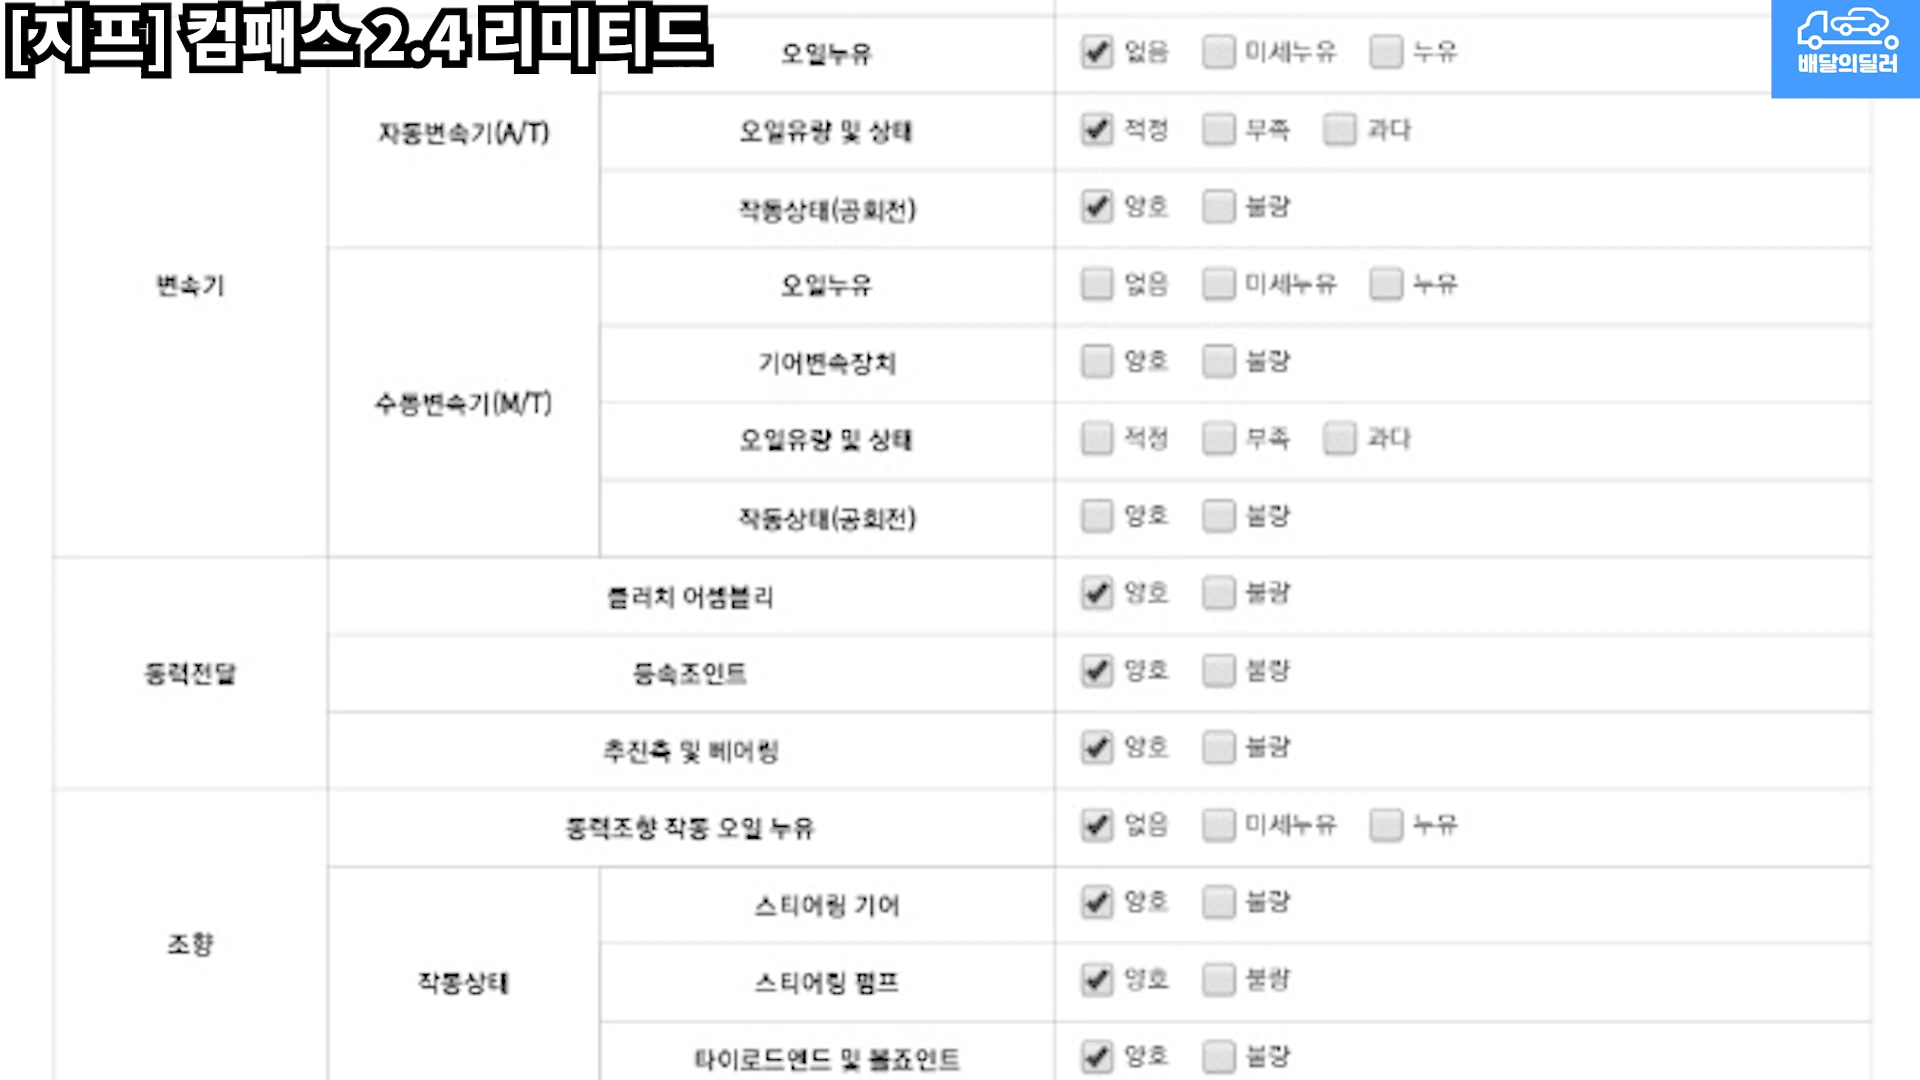 [지프] 컴패스 2.4 리미티드
배달의딜러
오일누유 없음 미세누유 누유
자동변속기(A/T) 오일유량 및 상태 적정 부족 과다
작동상태(공회전) 양호 불량
변속기 오일누유 없음 미세누유 누유
기어변속장치 양호 불량
수동변속기(M/T)
오일유량 및 상태 적정 부족 과다
작동상태(공회전) 양호 불량
클러치 어셈블리 양호 불량
동력전달 등속조인트 양호 불량
추진축 및 베어링 양호 불량
동력조향 작동 오일 누유 없음 미세누유 누유
스티어링 기어 양호 불량
조향
작동상태 스티어링 펌프 양호 불량
타이로드엔드 및 볼죠인트 양호 불량